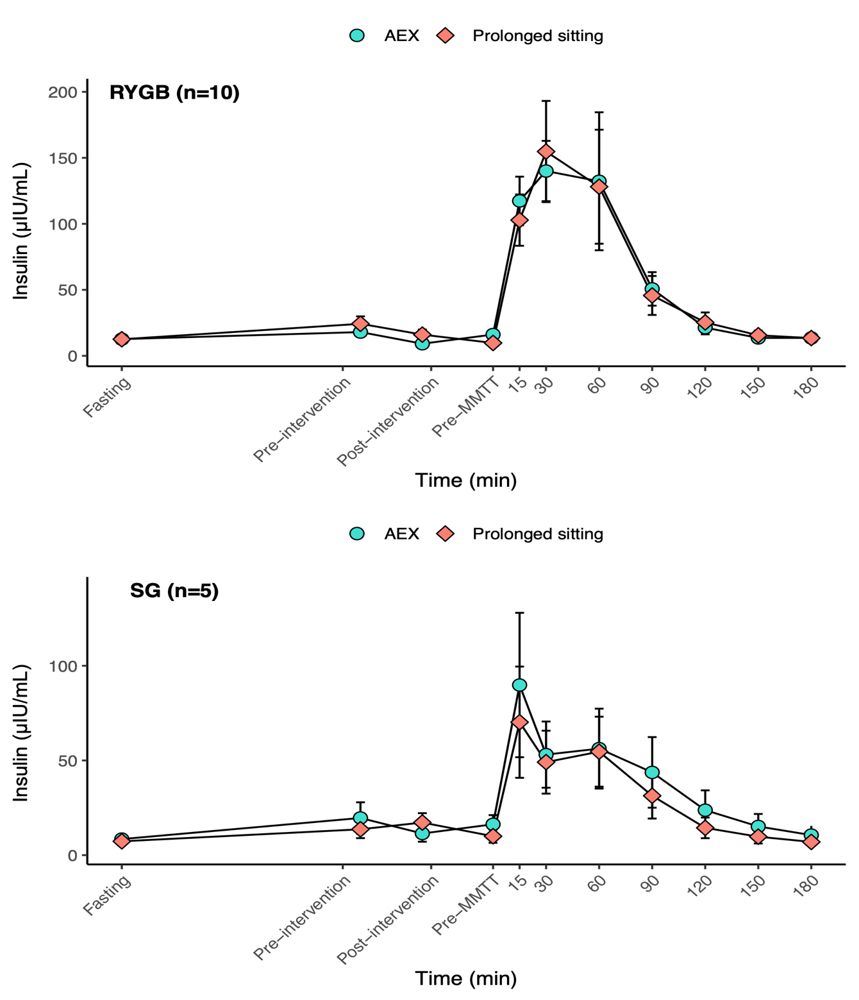 AEX Prolonged sitting
RYGB (n=10)
200
150
100
50
0
Insulin (µIU/mL)
Fasting
Pre−intervention
Post−intervention
Pre−MMTT
15
30
60
90
120
150
180
Time (min)
AEX Prolonged sitting
SG (n=5)
100
50
0
Insulin (µIU/mL)
Fasting
Pre−intervention
Post−intervention
Pre−MMTT
15
30
60
90
120
150
180
Time (min)